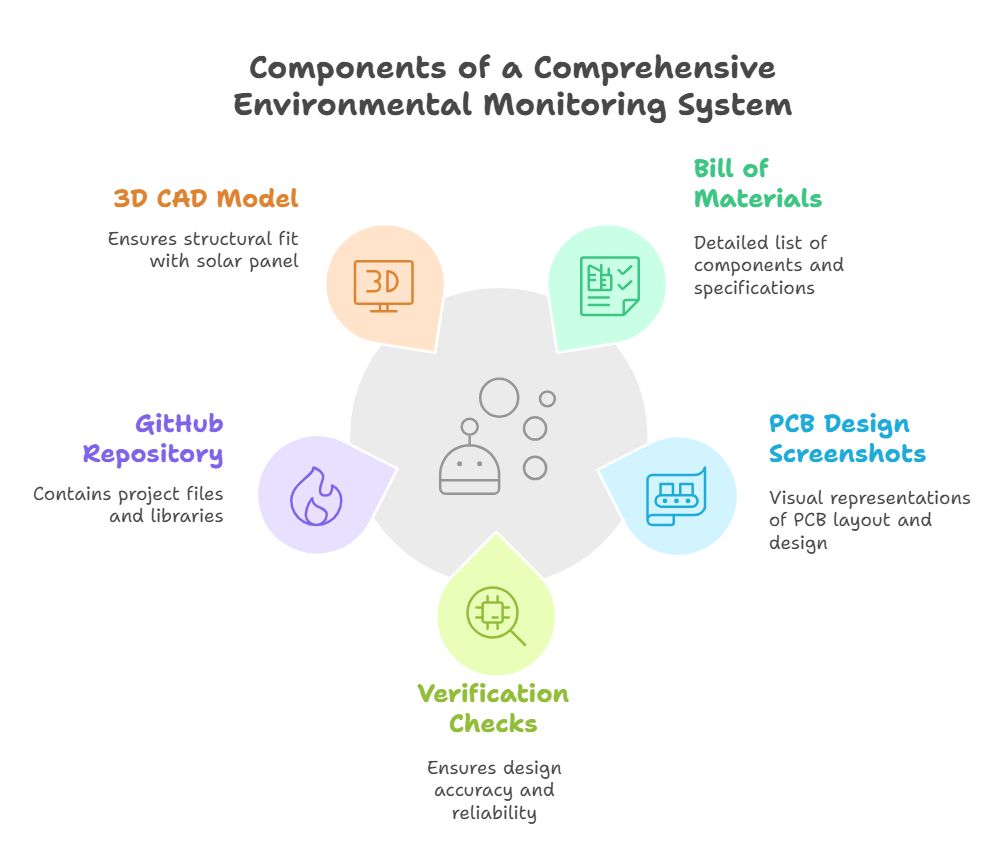 Components of a Comprehensive
Environmental Monitoring System
3D CAD Model
Ensures structural fit
with solar panel
3D
Bill of
Materials
Detailed list of
components and
specifications
GitHub
Repository
Contains project files
and libraries
PCB Design
Screenshots
Visual representations
of PCB layout and
design
Verification
Checks
Ensures design
accuracy and
reliability